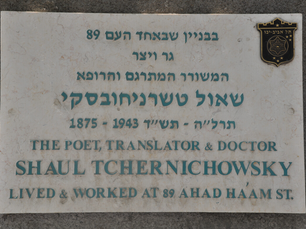 בבניין שבאחד העם 89
גר ויצר
המשורר המתרגם והרופא
שאול טשרניחובסקי
תרל"ה - תש"ד 1943 - 1875
THE POET, TRANSLATOR & DOCTOR
SHAUL TCHERNICHOWSKY
LIVED & WORKED AT 89 AHAD HA'AM ST.